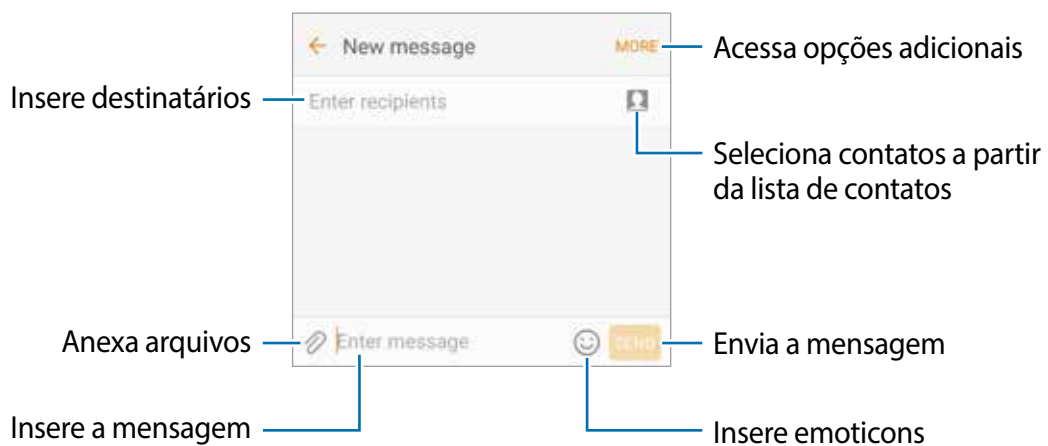 New message
MORE
Acessa opções adicionais
Insere destinatários
Enter recipients
Seleciona contatos a partir
da lista de contatos
Anexa arquivos
Enter message
SEND
Envia a mensagem
Insere a mensagem
Insere emoticons